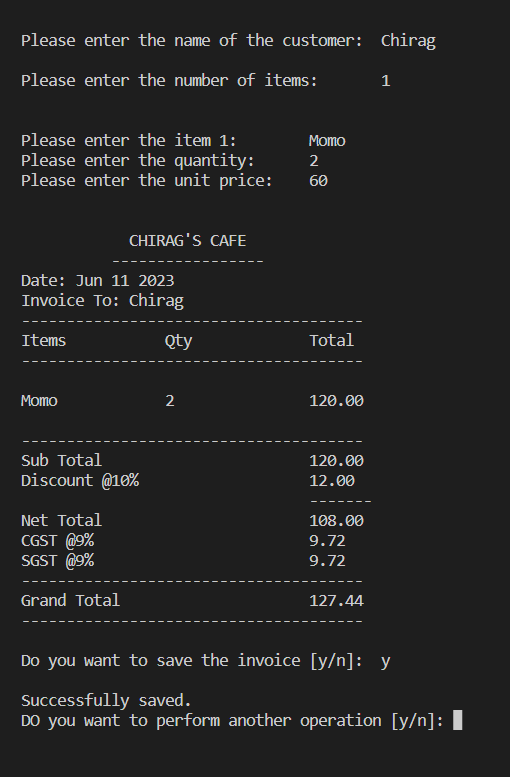 Please enter the name of the customer:  Chirag
Please enter the number of items:       1
Please enter the item 1:        Momo
Please enter the quantity:      2
Please enter the unit price:    60
            CHIRAG'S CAFE
          -----------------
Date: Jun 11 2023
Invoice To: Chirag
--------------------------------------
Items           Qty             Total
--------------------------------------
Momo            2               120.00
--------------------------------------
Sub Total                       120.00
Discount @10%                   12.00
                                -------
Net Total                       108.00
CGST @9%                        9.72
SGST @9%                        9.72
--------------------------------------
Grand Total                     127.44
--------------------------------------
Do you want to save the invoice [y/n]:  y
Successfully saved.
DO you want to perform another operation [y/n]: